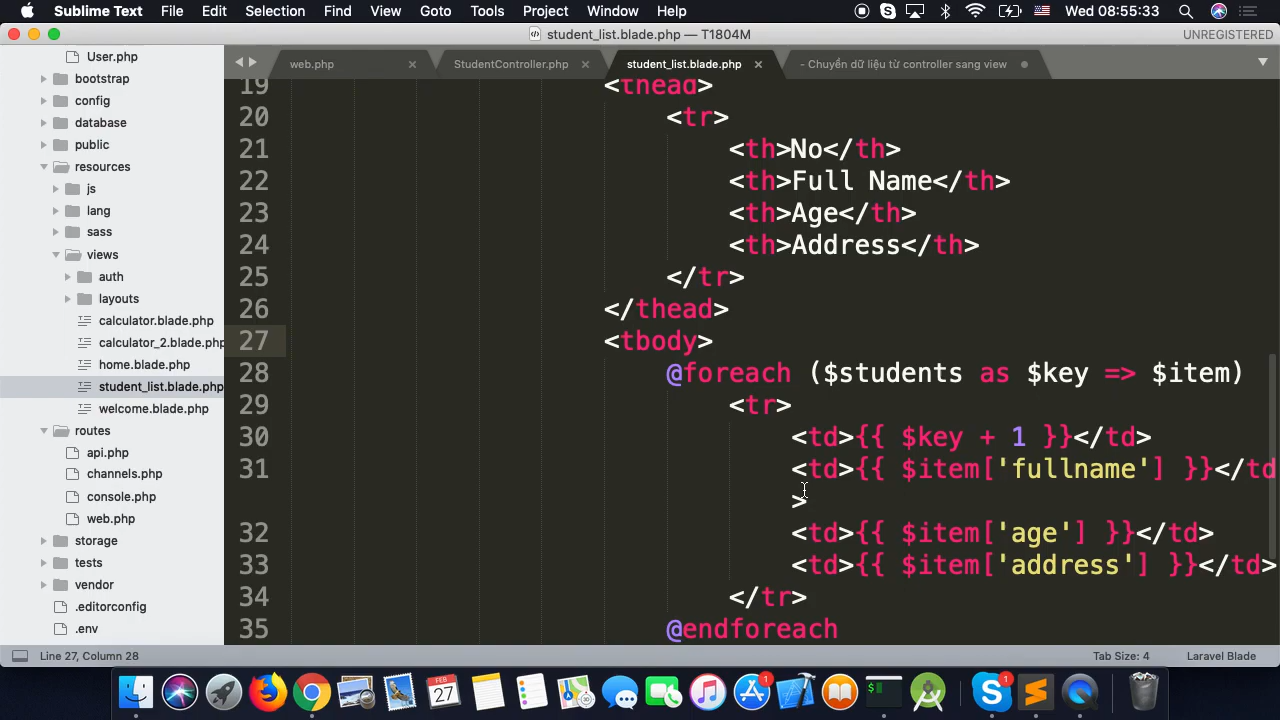 Sublime Text File Edit Selection Find View Goto Tools Project Window Help Wed 08:55:33
student_list.blade.php — T1804M UNREGISTERED
web.php StudentController.php student_list.blade.php - Chuyển dữ liệu từ controller sang view
User.php
bootstrap
config
database
public
resources
js
lang
sass
views
auth
layouts
calculator.blade.php
calculator_2.blade.php
home.blade.php
student_list.blade.php
welcome.blade.php
routes
api.php
channels.php
console.php
web.php
storage
tests
vendor
.editorconfig
.env
19 <thead>
20 <tr>
21 <th>No</th>
22 <th>Full Name</th>
23 <th>Age</th>
24 <th>Address</th>
25 </tr>
26 </thead>
27 <tbody>
28 @foreach ($students as $key => $item)
29 <tr>
30 <td>{{ $key + 1 }}</td>
31 <td>{{ $item['fullname'] }}</td
>
32 <td>{{ $item['age'] }}</td>
33 <td>{{ $item['address'] }}</td>
34 </tr>
35 @endforeach
Line 27, Column 28 Tab Size: 4 Laravel Blade
FEB
27
1
1